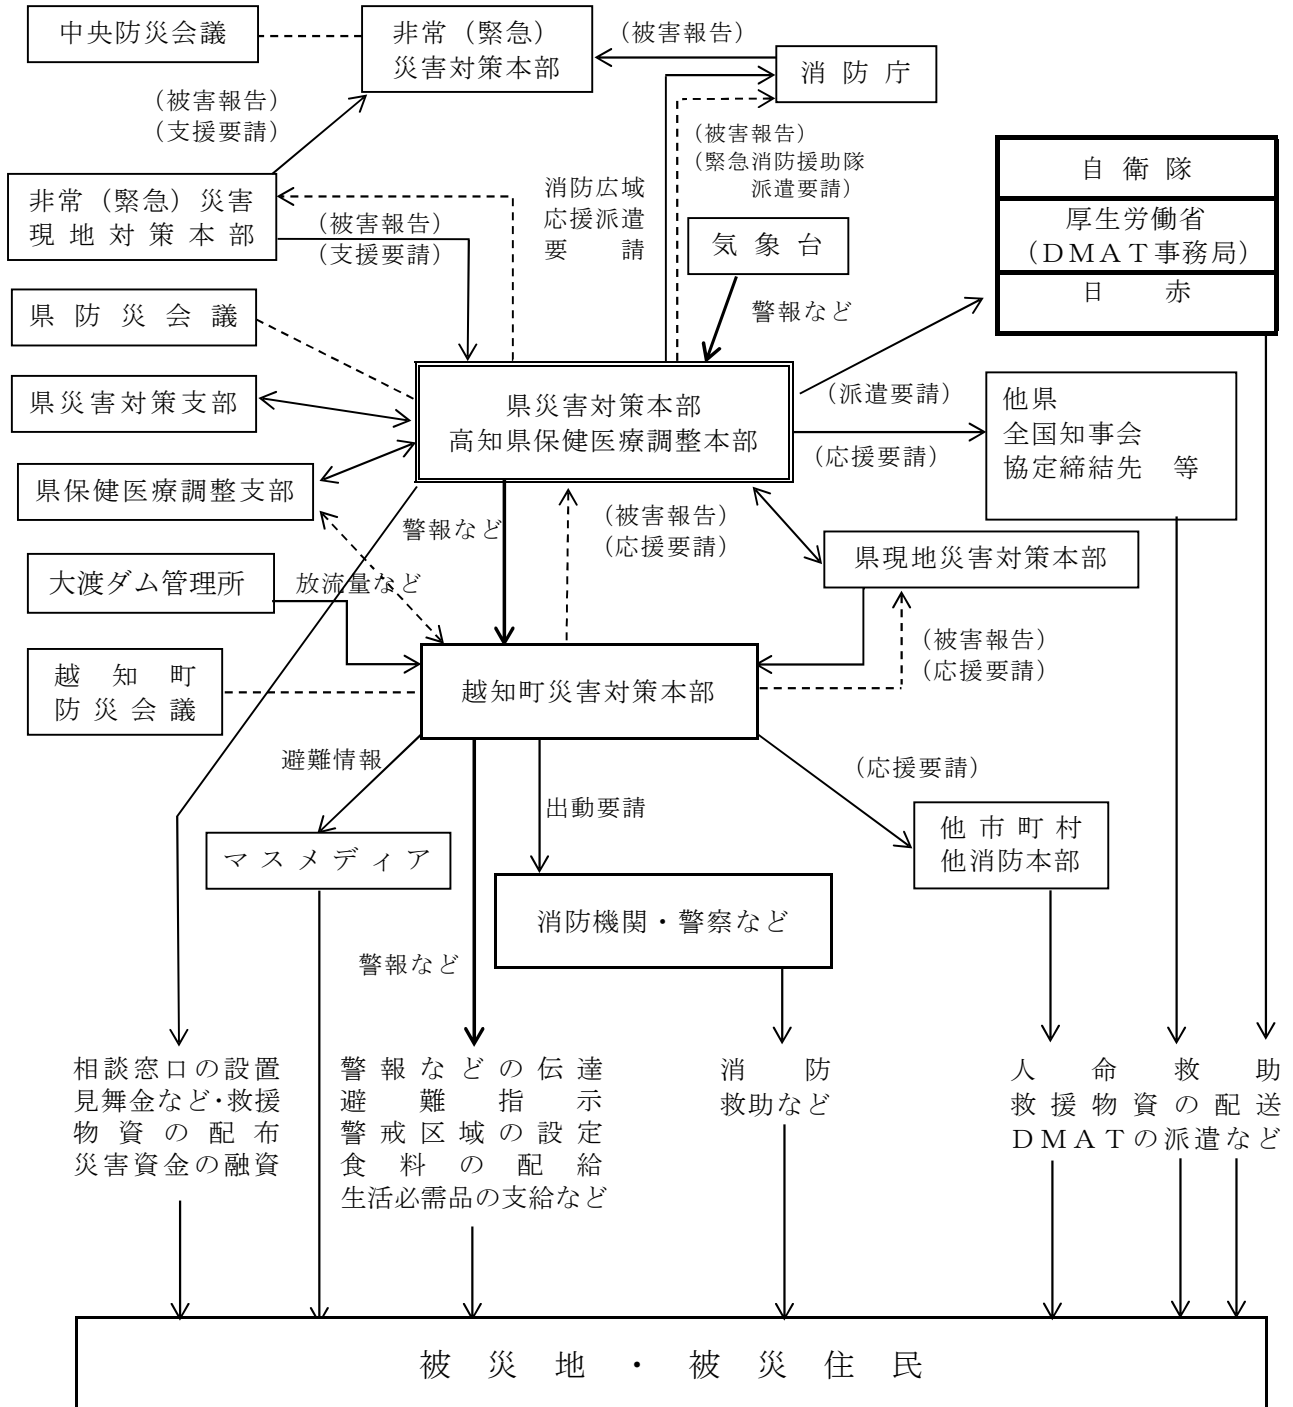 中央防災会議
非常（緊急）
災害対策本部
（被害報告）
消防庁
（被害報告）
（支援要請）
（被害報告）
（緊急消防援助隊
派遣要請）
自衛隊
厚生労働省
（ＤＭＡＴ事務局）
日赤
非常（緊急）災害
現地対策本部
（被害報告）
（支援要請）
消防広域
応援派遣
要請
気象台
警報など
県防災会議
県災害対策支部
県災害対策本部
高知県保健医療調整本部
（派遣要請）
（応援要請）
他県
全国知事会
協定締結先　等
県保健医療調整支部
警報など
（被害報告）
（応援要請）
県現地災害対策本部
大渡ダム管理所
放流量など
（被害報告）
（応援要請）
越知町
防災会議
越知町災害対策本部
避難情報
出動要請
（応援要請）
マスメディア
他市町村
他消防本部
消防機関・警察など
警報など
相談窓口の設置
見舞金など・救援
物資の配布
災害資金の融資
警報などの伝達
避難指示
警戒区域の設定
食料の配給
生活必需品の支給など
消防
救助など
人命救助
救援物資の配送
ＤＭＡＴの派遣など
被災地・被災住民